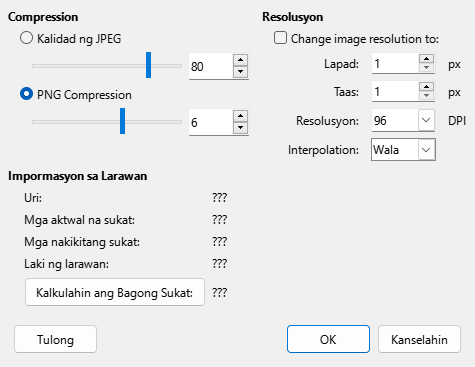 Compression
Kalidad ng JPEG
80
PNG Compression
6
Resolusyon
Change image resolution to:
Lapad: 1 px
Taas: 1 px
Resolusyon: 96 DPI
Interpolation: Wala
Impormasyon sa Larawan
Uri: ???
Mga aktwal na sukat: ???
Mga nakikitang sukat: ???
Laki ng larawan: ???
Kalkulahin ang Bagong Sukat: ???
Tulong OK Kanselahin